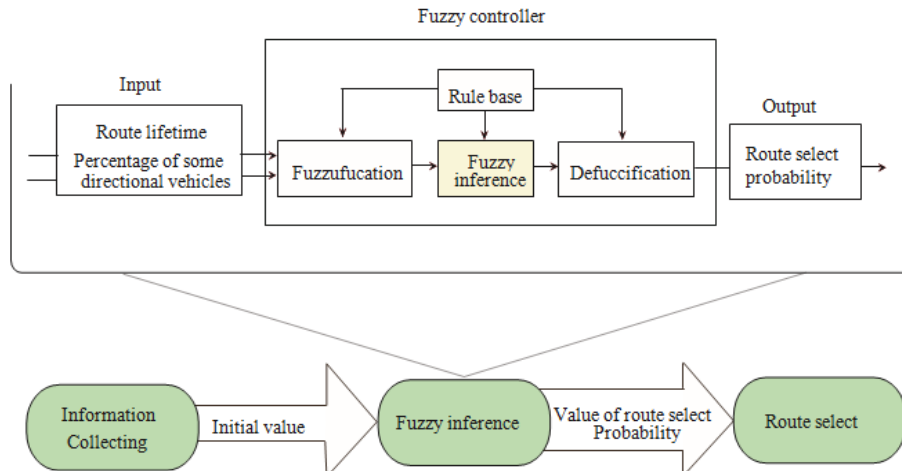 Fuzzy controller
Input
Rule base
Output
Route lifetime
Percentage of some
directional vehicles
Fuzzufucation
Fuzzy
inference
Defuccification
Route select
probability
Information
Collecting
Initial value
Fuzzy inference
Value of route select
Probability
Route select